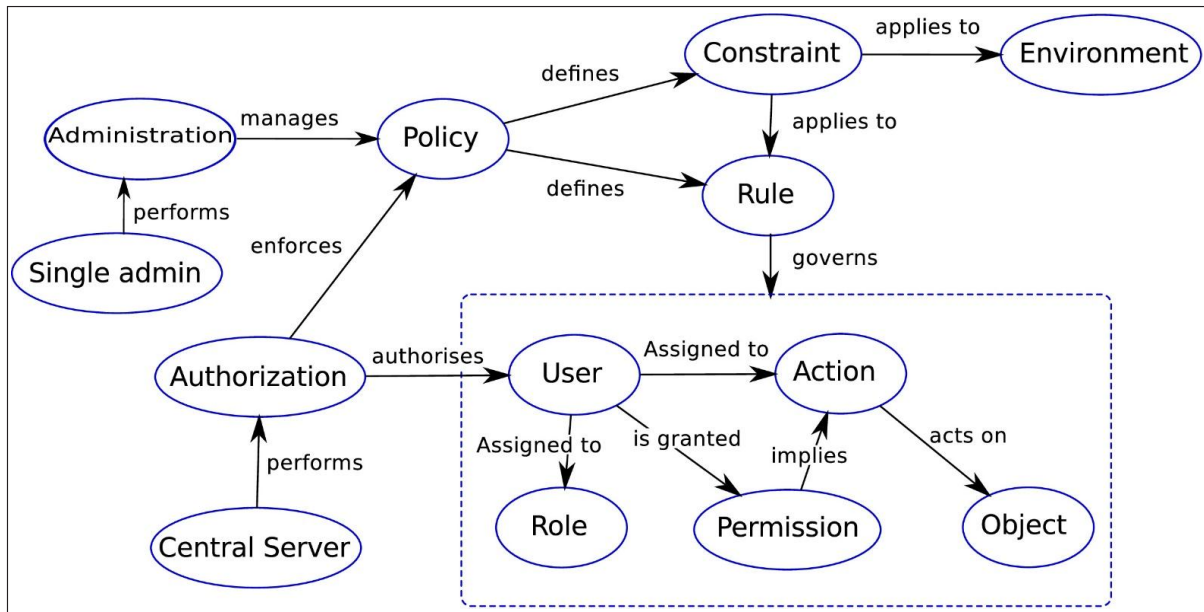 applies to
Constraint
Environment
defines
Administration
manages
Policy
applies to
defines
Rule
performs
enforces
governs
Single admin
authorises
Assigned to
Authorization
User
Action
Assigned to
is granted
implies
acts on
performs
Role
Permission
Object
Central Server